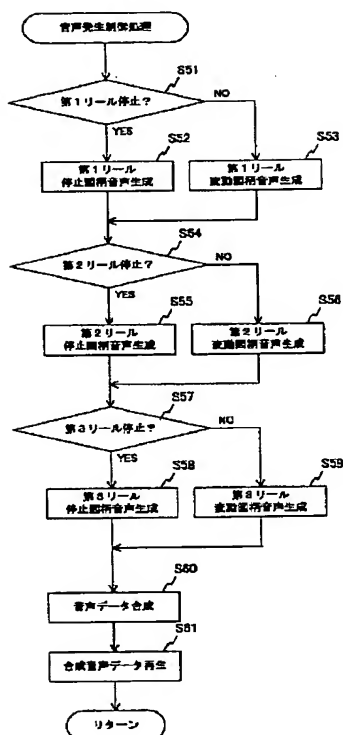 音声発生制御処理
S51
第1リール停止?
NO
YES
S52
S53
第1リール
停止図柄音声生成
第1リール
変動図柄音声生成
S54
第2リール停止?
NO
YES
S55
S56
第2リール
停止図柄音声生成
第2リール
変動図柄音声生成
S57
第3リール停止?
NO
YES
S58
S59
第3リール
停止図柄音声生成
第3リール
変動図柄音声生成
S60
音声データ合成
S61
合成音声データ再生
リターン